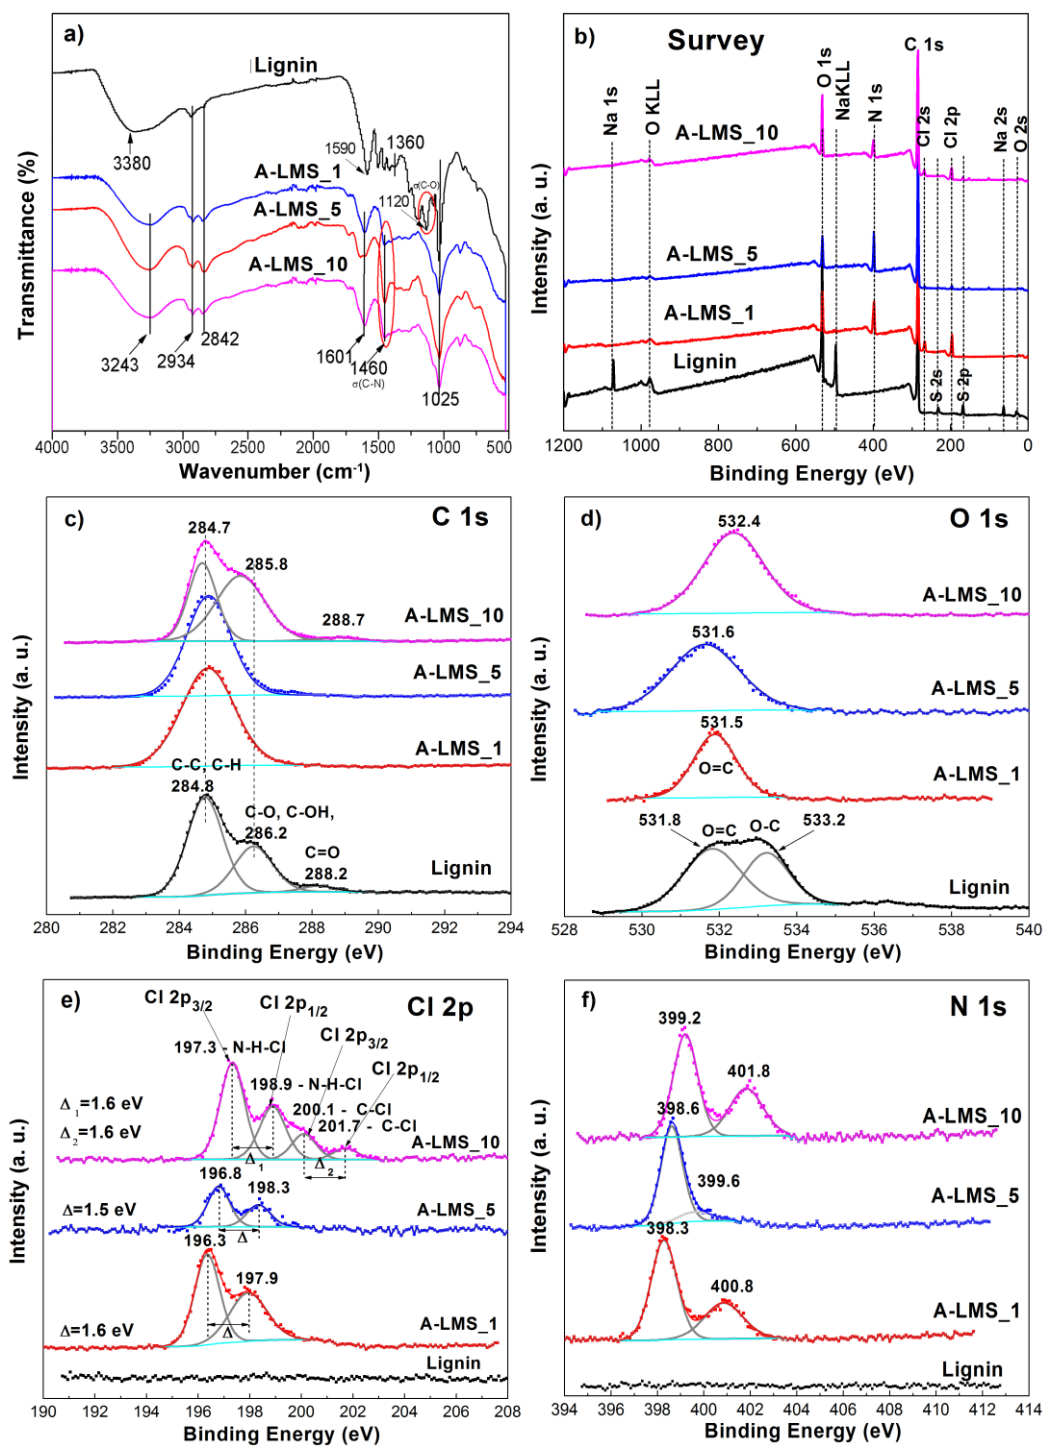 a)
Lignin
3380
1590
1360
A-LMS_1
σ(C-O)
A-LMS_5
1120
A-LMS_10
3243
2934
2842
1601
1460
σ(C-N)
1025
Transmittance (%)
4000 3500 3000 2500 2000 1500 1000 500
Wavenumber (cm-1)
b)
Survey
C 1s
Na 1s
O KLL
O 1s
NaKLL
N 1s
Cl 2s
Cl 2p
Na 2s
O 2s
A-LMS_10
A-LMS_5
A-LMS_1
Lignin
S 2s
S 2p
Intensity (a. u.)
1200 1000 800 600 400 200 0
Binding Energy (eV)
c)
C 1s
284.7
285.8
288.7
A-LMS_10
A-LMS_5
A-LMS_1
C-C, C-H
284.8
C-O, C-OH,
286.2
C=O
288.2
Lignin
Intensity (a. u.)
280 282 284 286 288 290 292 294
Binding Energy (eV)
d)
O 1s
532.4
A-LMS_10
531.6
A-LMS_5
531.5
O=C
A-LMS_1
531.8
O=C
O-C
533.2
Lignin
Intensity (a. u.)
528 530 532 534 536 538 540
Binding Energy (eV)
e)
Cl 2p
Cl 2p3/2
Cl 2p1/2
Cl 2p3/2
Cl 2p1/2
197.3 - N-H-Cl
198.9 - N-H-Cl
200.1 - C-Cl
201.7 - C-Cl
Δ1=1.6 eV
Δ2=1.6 eV
A-LMS_10
Δ1
Δ2
196.8
198.3
Δ=1.5 eV
A-LMS_5
Δ
196.3
197.9
Δ=1.6 eV
Δ
A-LMS_1
Lignin
Intensity (a. u.)
190 192 194 196 198 200 202 204 206 208
Binding Energy (eV)
f)
N 1s
399.2
401.8
A-LMS_10
398.6
399.6
A-LMS_5
398.3
400.8
A-LMS_1
Lignin
Intensity (a. u.)
394 396 398 400 402 404 406 408 410 412 414
Binding Energy (eV)